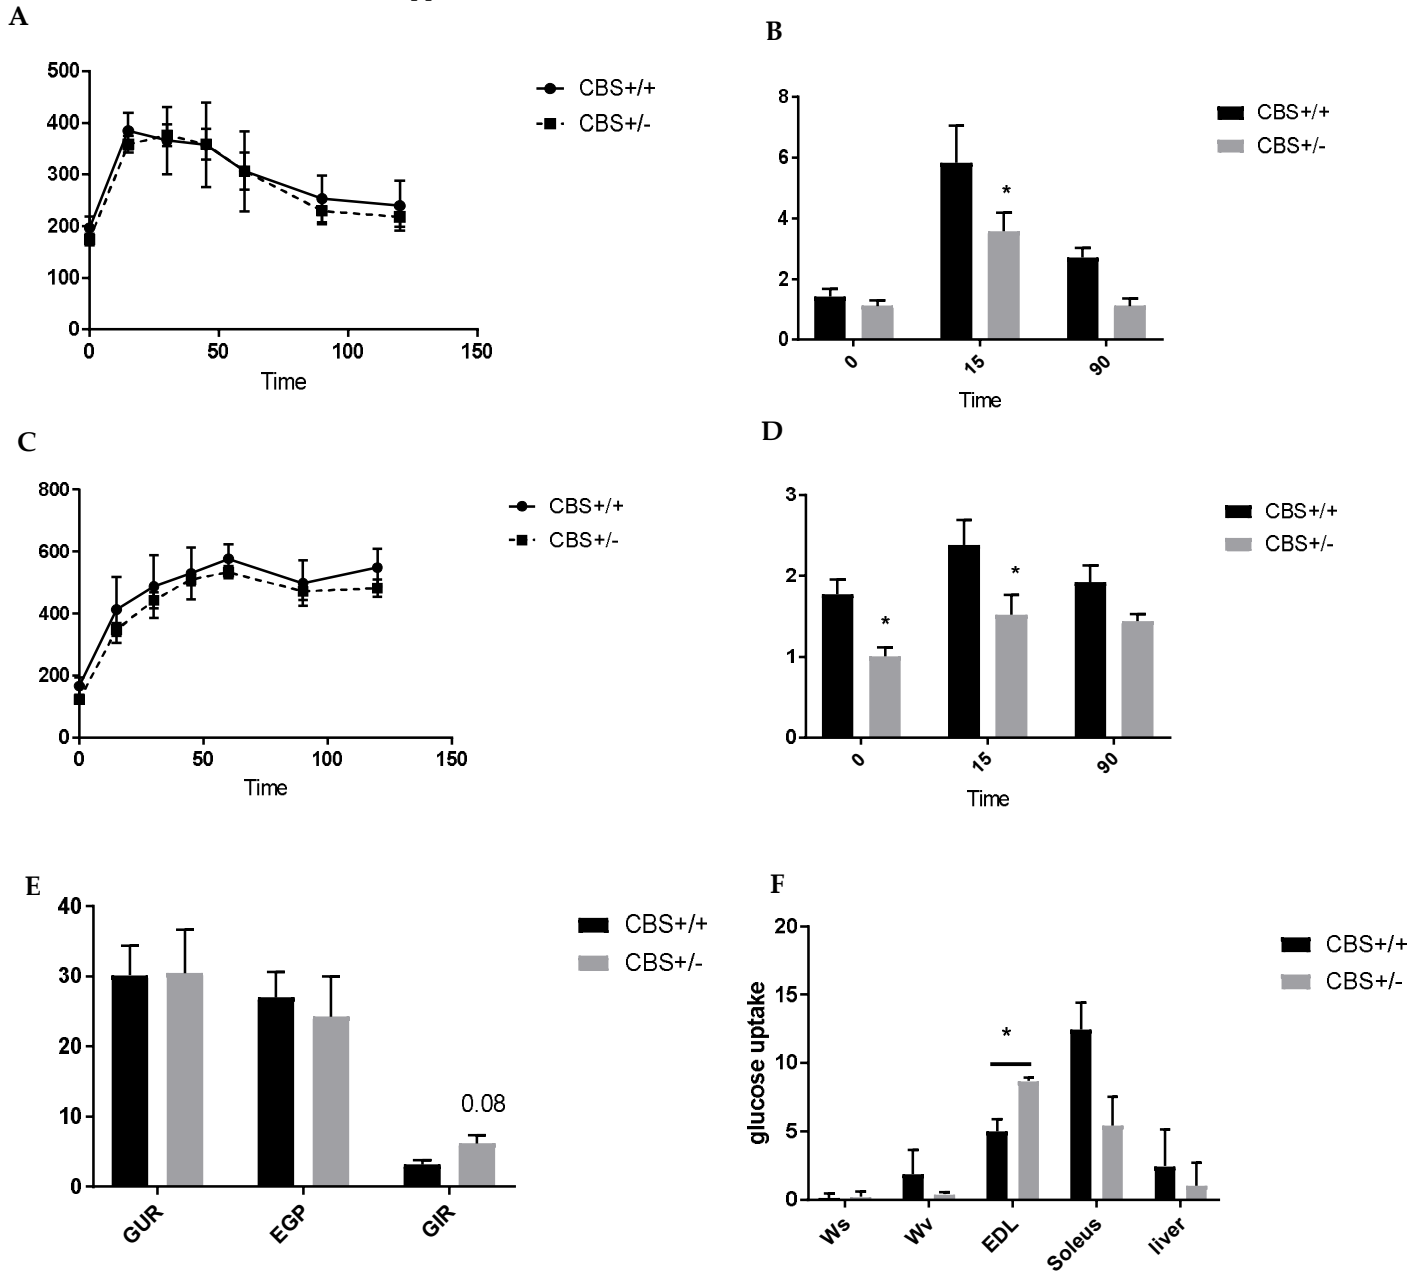 A
500
400
300
200
100
0
0
50
100
150
Time
CBS+/+
CBS+/-
B
8
6
4
2
0
*
0
15
90
Time
CBS+/+
CBS+/-
C
800
600
400
200
0
0
50
100
150
Time
CBS+/+
CBS+/-
D
3
2
1
0
*
*
0
15
90
Time
CBS+/+
CBS+/-
E
40
30
20
10
0
0.08
GUR
EGP
GIR
CBS+/+
CBS+/-
F
glucose uptake
20
15
10
5
0
*
Ws
Wv
EDL
Soleus
liver
CBS+/+
CBS+/-